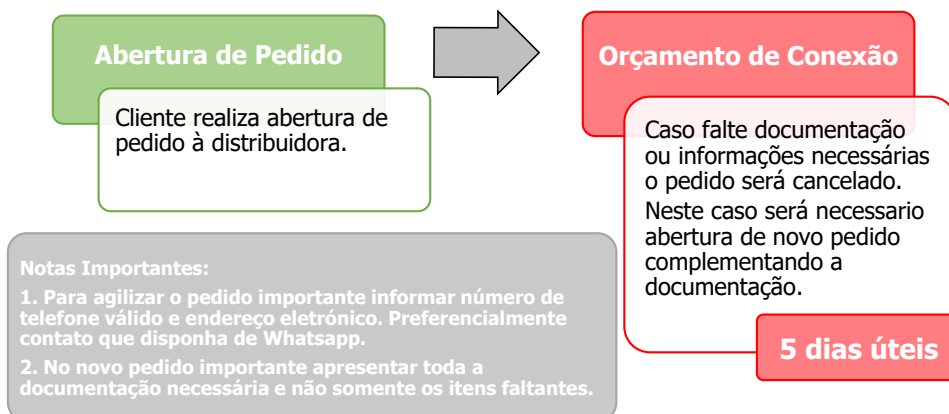 Abertura de Pedido
Cliente realiza abertura de
pedido à distribuidora.
Orçamento de Conexão
Caso falte documentação
ou informações necessárias
o pedido será cancelado.
Neste caso será necessario
abertura de novo pedido
complementando a
documentação.
5 dias úteis
Notas Importantes:
1. Para agilizar o pedido importante informar número de
telefone válido e endereço eletrónico. Preferencialmente
contato que disponha de Whatsapp.
2. No novo pedido importante apresentar toda a
documentação necessária e não somente os itens faltantes.